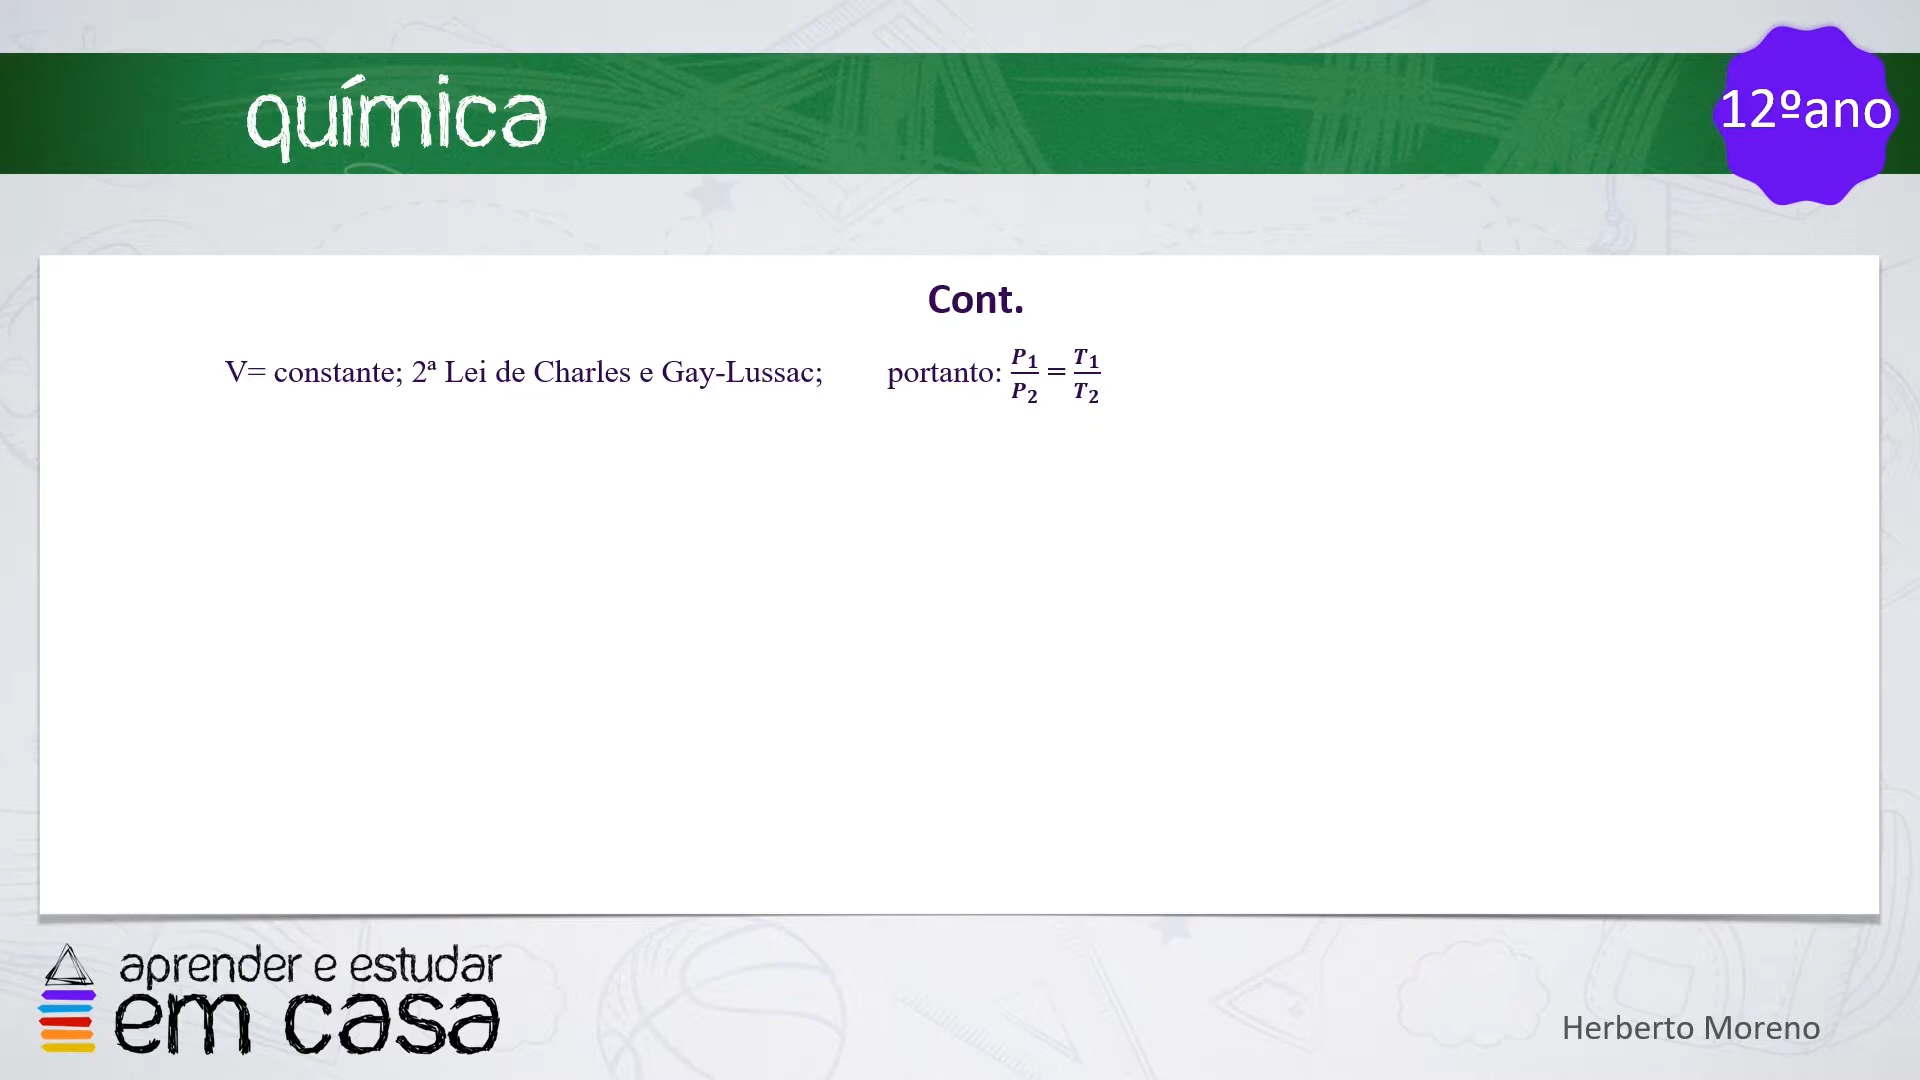 química
12ºano
Cont.
V= constante; 2ª Lei de Charles e Gay-Lussac; portanto: P₁/P₂ = T₁/T₂
aprender e estudar
em casa
Herberto Moreno